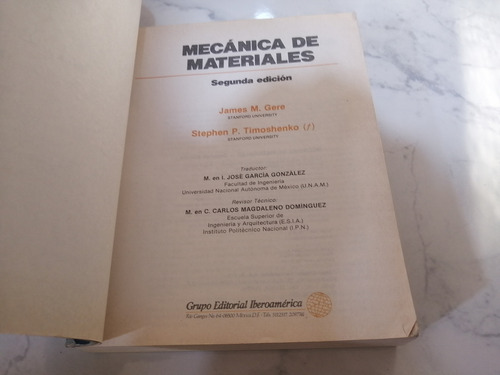 MECÁNICA DE
MATERIALES
Segunda edición
James M. Gere
STANFORD UNIVERSITY
Stephen P. Timoshenko (†)
STANFORD UNIVERSITY
Traductor:
M. en I. JOSÉ GARCÍA GONZÁLEZ
Facultad de Ingeniería
Universidad Nacional Autónoma de México (U.N.A.M.)
Revisor Técnico:
M. en C. CARLOS MAGDALENO DOMÍNGUEZ
Escuela Superior de
Ingeniería y Arquitectura (E.S.I.A.)
Instituto Politécnico Nacional (I.P.N.)
Grupo Editorial Iberoamérica